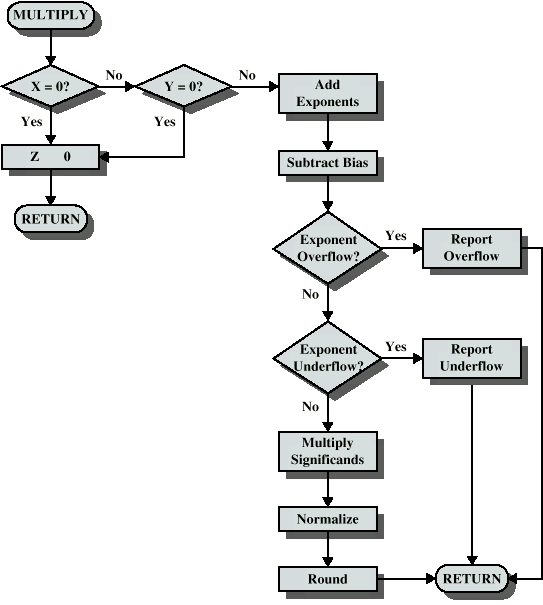 MULTIPLY
X = 0?
No
Y = 0?
No
Add
Exponents
Yes
Yes
Z 0
Subtract Bias
RETURN
Exponent
Overflow?
Yes
Report
Overflow
No
Exponent
Underflow?
Yes
Report
Underflow
No
Multiply
Significands
Normalize
Round
RETURN